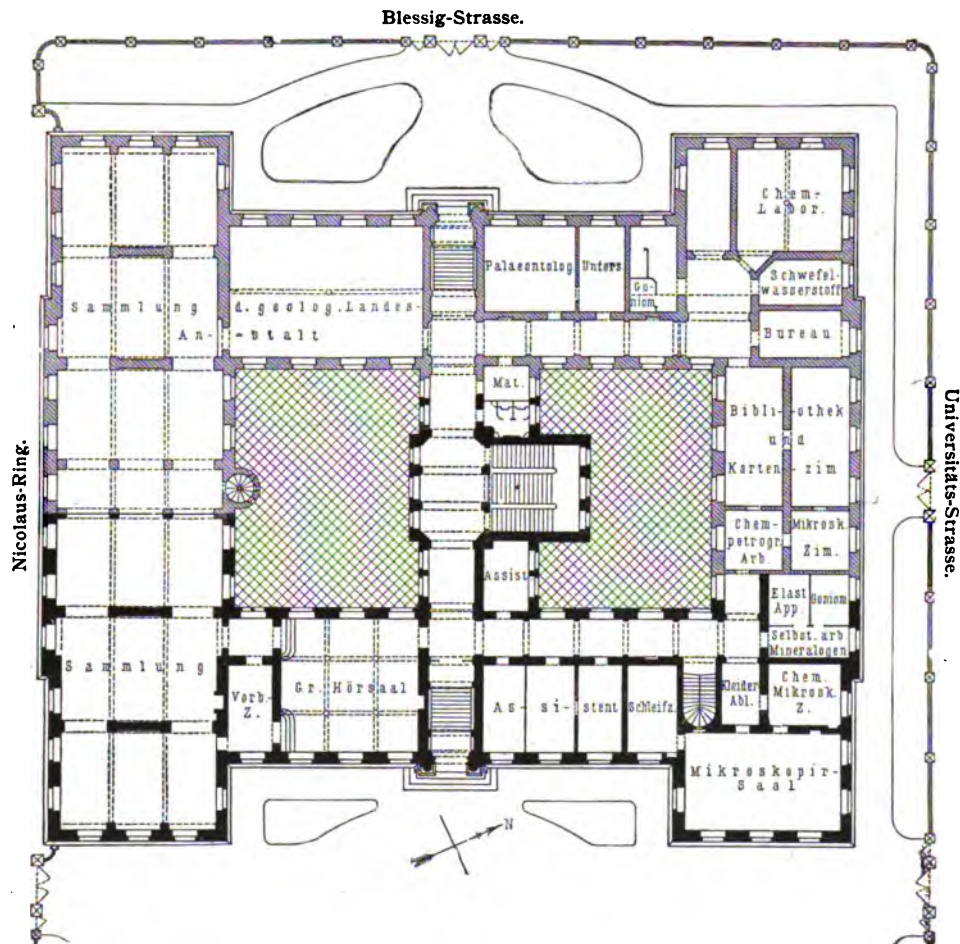 Blessig-Strasse.
Nicolaus-Ring.
Universitäts-Strasse.
Chem-
Labor.
Palaeontolog
Unters
Go-
niom.
Schwefel-
wasserstoff
Sammlung
d. geolog. Landes-
An-
-stalt
Bureau
Mat.
Bibli-
othek
und
Karten-
zim
Chem-
petrogr.
Arb.
Mikrosk.
Zim.
Assist
Elast
App.
Goniom.
Selbst. arb
Mineralogen
Sammlung
Vorb-
Z.
Gr. Hörsaal
As-
si-
stent
Schleifz.
Kleider
Abl.
Chem.
Mikrosk.
Z.
Mikroskopir-
Saal
N